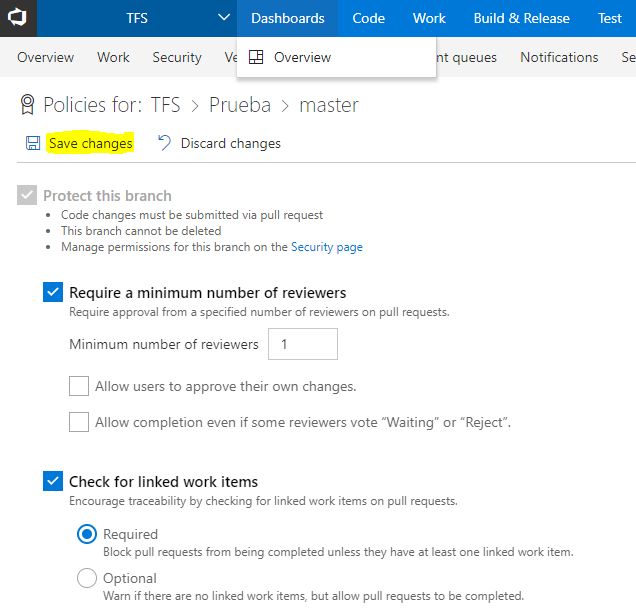 TFS Dashboards Code Work Build & Release Test
Overview Work Security Ve nt queues Notifications Se
Overview
Policies for: TFS > Prueba > master
Save changes Discard changes
Protect this branch
• Code changes must be submitted via pull request
• This branch cannot be deleted
• Manage permissions for this branch on the Security page
Require a minimum number of reviewers
Require approval from a specified number of reviewers on pull requests.
Minimum number of reviewers 1
Allow users to approve their own changes.
Allow completion even if some reviewers vote “Waiting” or “Reject”.
Check for linked work items
Encourage traceability by checking for linked work items on pull requests.
Required
Block pull requests from being completed unless they have at least one linked work item.
Optional
Warn if there are no linked work items, but allow pull requests to be completed.